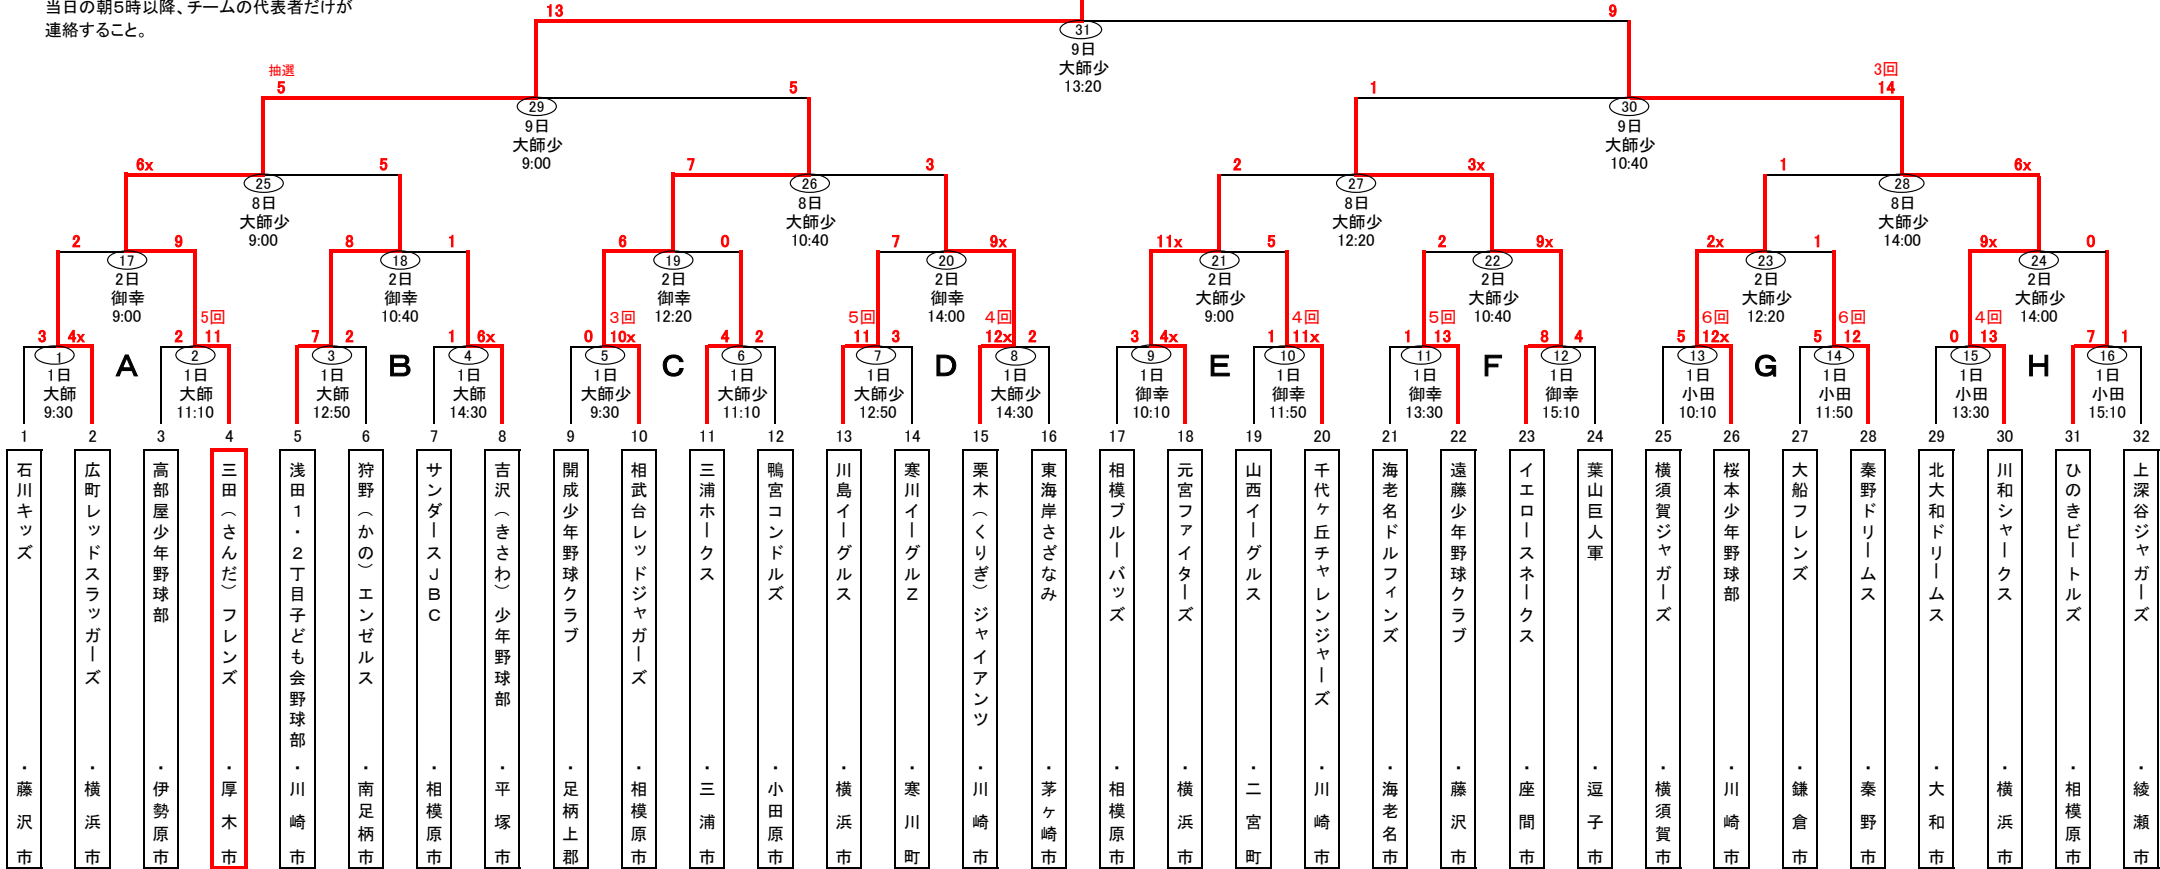 当日の朝5時以降、チームの代表者だけが
連絡すること。
13 9
31
9日
大師少
13:20
抽選 3回
5 5 1 14
29 30
9日 9日
大師少 大師少
9:00 10:40
6x 5 7 3 2 3x 1 6x
25 26 27 28
8日 8日 8日 8日
大師少 大師少 大師少 大師少
9:00 10:40 12:20 14:00
2 9 8 1 6 0 7 9x 11x 5 2 9x 2x 1 9x 0
17 18 19 20 21 22 23 24
2日 2日 2日 2日 2日 2日 2日 2日
御幸 御幸 御幸 御幸 大師少 大師少 大師少 大師少
9:00 10:40 12:20 14:00 9:00 10:40 12:20 14:00
5回 3回 5回 4回 4回 5回 6回 6回 4回
3 4x 2 11 7 2 1 6x 0 10x 4 2 11 3 12x 2 3 4x 1 11x 1 13 8 4 5 12x 5 12 0 13 7 1
1 2 3 4 5 6 7 8 9 10 11 12 13 14 15 16
A B C D E F G H
1日 1日 1日 1日 1日 1日 1日 1日 1日 1日 1日 1日 1日 1日 1日 1日
大師 大師 大師 大師 大師少 大師少 大師少 大師少 御幸 御幸 御幸 御幸 小田 小田 小田 小田
9:30 11:10 12:50 14:30 9:30 11:10 12:50 14:30 10:10 11:50 13:30 15:10 10:10 11:50 13:30 15:10
1 2 3 4 5 6 7 8 9 10 11 12 13 14 15 16 17 18 19 20 21 22 23 24 25 26 27 28 29 30 31 32
石川キッズ ・藤沢市
広町レッドスラッガーズ ・横浜市
高部屋少年野球部 ・伊勢原市
三田（さんだ）フレンズ ・厚木市
浅田１・２丁目子ども会野球部 ・川崎市
狩野（かの）エンゼルス ・南足柄市
サンダースＪＢＣ ・相模原市
吉沢（きさわ）少年野球部 ・平塚市
開成少年野球クラブ ・足柄上郡
相武台レッドジャガーズ ・相模原市
三浦ホークス ・三浦市
鴨宮コンドルズ ・小田原市
川島イーグルス ・横浜市
寒川イーグルＺ ・寒川町
栗木（くりぎ）ジャイアンツ ・川崎市
東海岸さざなみ ・茅ヶ崎市
相模ブルーバッズ ・相模原市
元宮ファイターズ ・横浜市
山西イーグルス ・二宮町
千代ヶ丘チャレンジャーズ ・川崎市
海老名ドルフィンズ ・海老名市
遠藤少年野球クラブ ・藤沢市
イエロースネークス ・座間市
葉山巨人軍 ・逗子市
横須賀ジャガーズ ・横須賀市
桜本少年野球部 ・川崎市
大船フレンズ ・鎌倉市
秦野ドリームス ・秦野市
北大和ドリームス ・大和市
川和シャークス ・横浜市
ひのきビートルズ ・相模原市
上深谷ジャガーズ ・綾瀬市